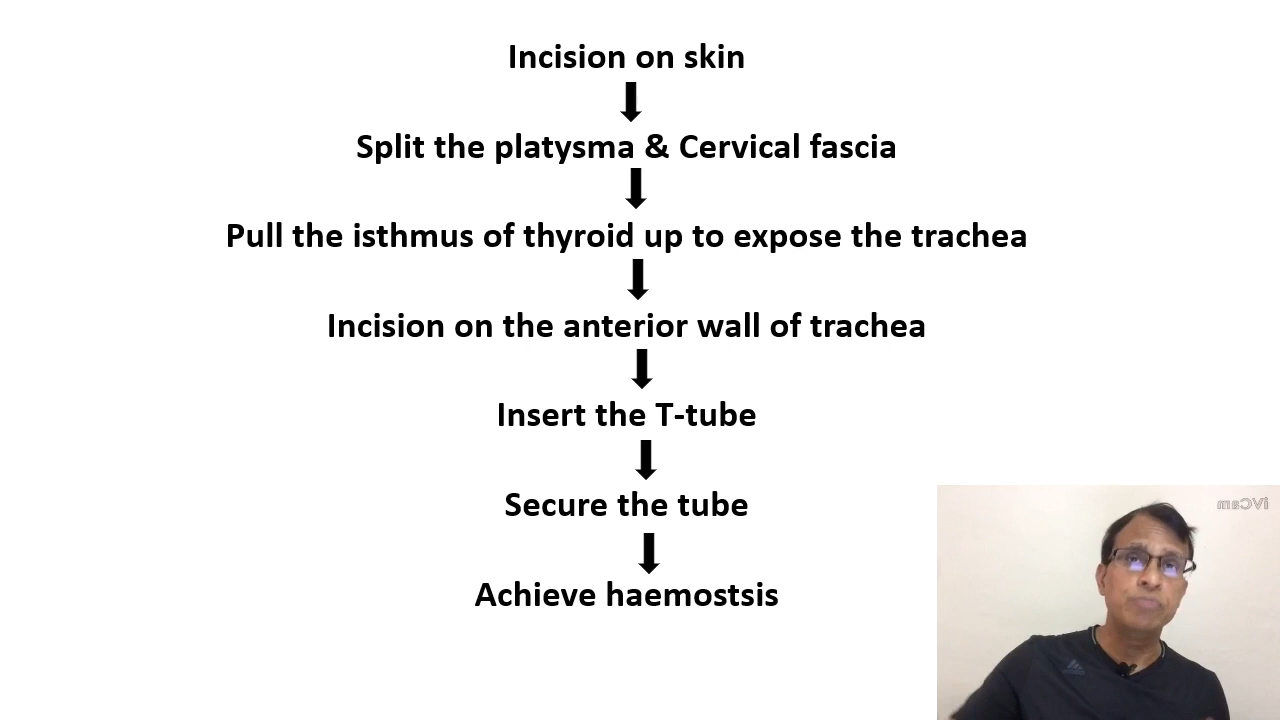 Incision on skin
Split the platysma & Cervical fascia
Pull the isthmus of thyroid up to expose the trachea
Incision on the anterior wall of trachea
Insert the T-tube
Secure the tube
Achieve haemostsis
iVCam